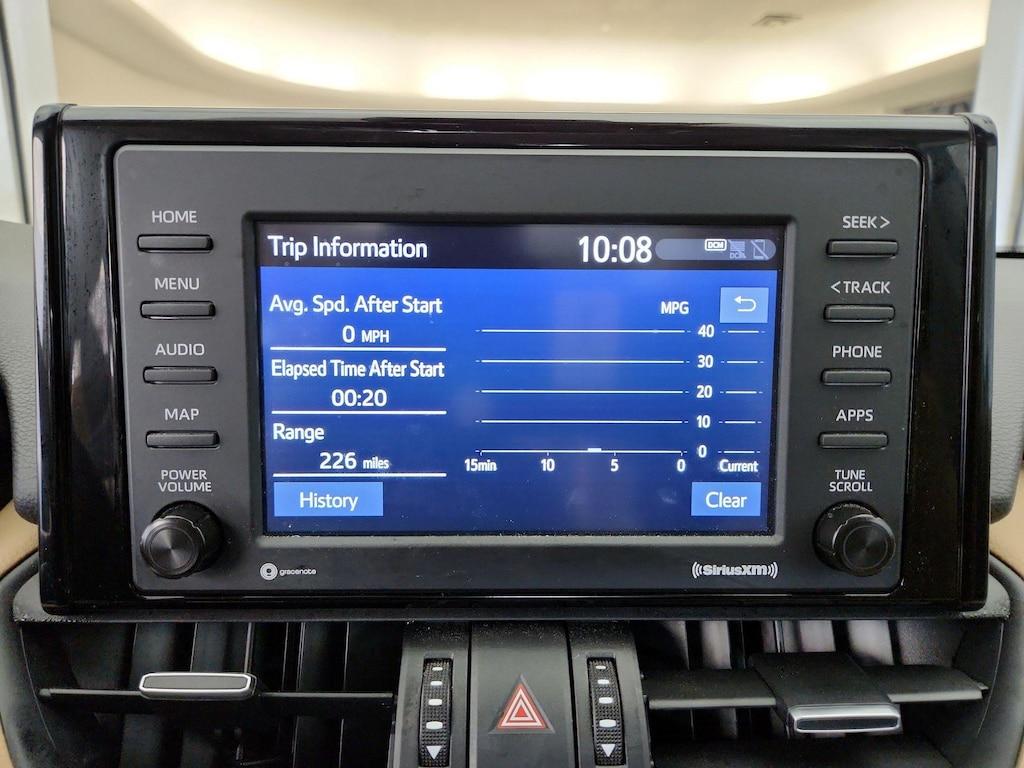 HOME
MENU
AUDIO
MAP
POWER
VOLUME
Trip Information
10:08
DCM
DCM
Avg. Spd. After Start
0 MPH
Elapsed Time After Start
00:20
Range
226 miles
History
MPG
40
30
20
10
0
15min 10 5 0 Current
Clear
SEEK >
< TRACK
PHONE
APPS
TUNE
SCROLL
gracenote
((SiriusXM))